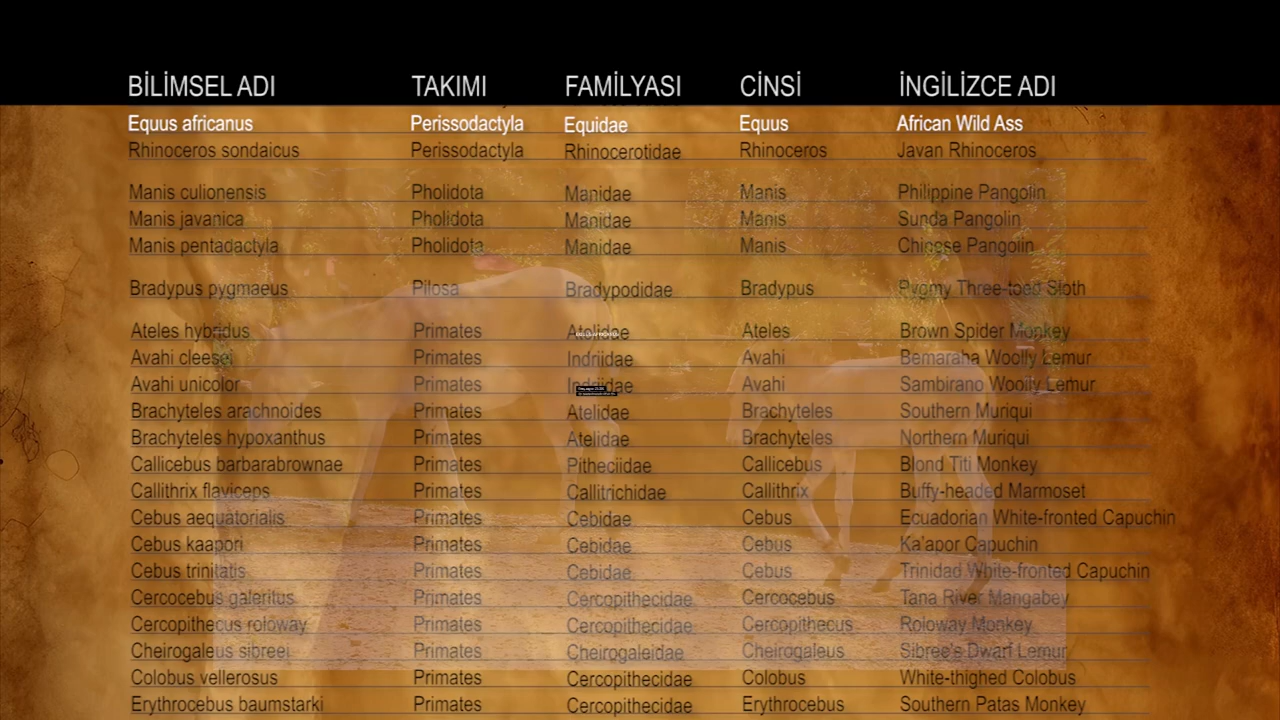 BİLİMSEL ADI TAKIMI FAMİLYASI CİNSİ İNGİLİZCE ADI
Equus africanus Perissodactyla Equidae Equus African Wild Ass
Rhinoceros sondaicus Perissodactyla Rhinocerotidae Rhinoceros Javan Rhinoceros
Manis culionensis Pholidota Manidae Manis Philippine Pangolin
Manis javanica Pholidota Manidae Manis Sunda Pangolin
Manis pentadactyla Pholidota Manidae Manis Chinese Pangolin
Bradypus pygmaeus Pilosa Bradypodidae Bradypus Pygmy Three-toed Sloth
Ateles hybridus Primates Atelidae Ateles Brown Spider Monkey
Avahi cleesei Primates Indriidae Avahi Bemaraha Woolly Lemur
Avahi unicolor Primates Indriidae Avahi Sambirano Woolly Lemur
Brachyteles arachnoides Primates Atelidae Brachyteles Southern Muriqui
Brachyteles hypoxanthus Primates Atelidae Brachyteles Northern Muriqui
Callicebus barbarabrownae Primates Pitheciidae Callicebus Blond Titi Monkey
Callithrix flaviceps Primates Callitrichidae Callithrix Buffy-headed Marmoset
Cebus aequatorialis Primates Cebidae Cebus Ecuadorian White-fronted Capuchin
Cebus kaapori Primates Cebidae Cebus Ka'apor Capuchin
Cebus trinitatis Primates Cebidae Cebus Trinidad White-fronted Capuchin
Cercocebus galeritus Primates Cercopithecidae Cercocebus Tana River Mangabey
Cercopithecus roloway Primates Cercopithecidae Cercopithecus Roloway Monkey
Cheirogaleus sibreei Primates Cheirogaleidae Cheirogaleus Sibree's Dwarf Lemur
Colobus vellerosus Primates Cercopithecidae Colobus White-thighed Colobus
Erythrocebus baumstarki Primates Cercopithecidae Erythrocebus Southern Patas Monkey